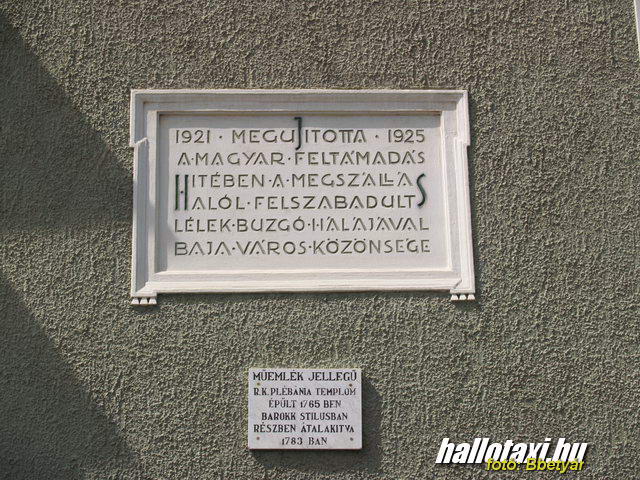 1921 · MEGUJITOTTA · 1925
A · MAGYAR · FELTÁMADÁS
HITÉBEN · A · MEGSZÁLLÁS
HALÓL · FELSZABADULT
LÉLEK · BUZGÓ · HÁLÁJÁVAL
BAJA · VÁROS · KÖZÖNSÉGE
MŰEMLÉK JELLEGŰ
R.K. PLÉBÁNIA TEMPLOM
ÉPÜLT 1765 BEN
BAROKK STILUSBAN
RÉSZBEN ÁTALAKITVA
1783 BAN
hallotaxi.hu
fotó: Bbetyár